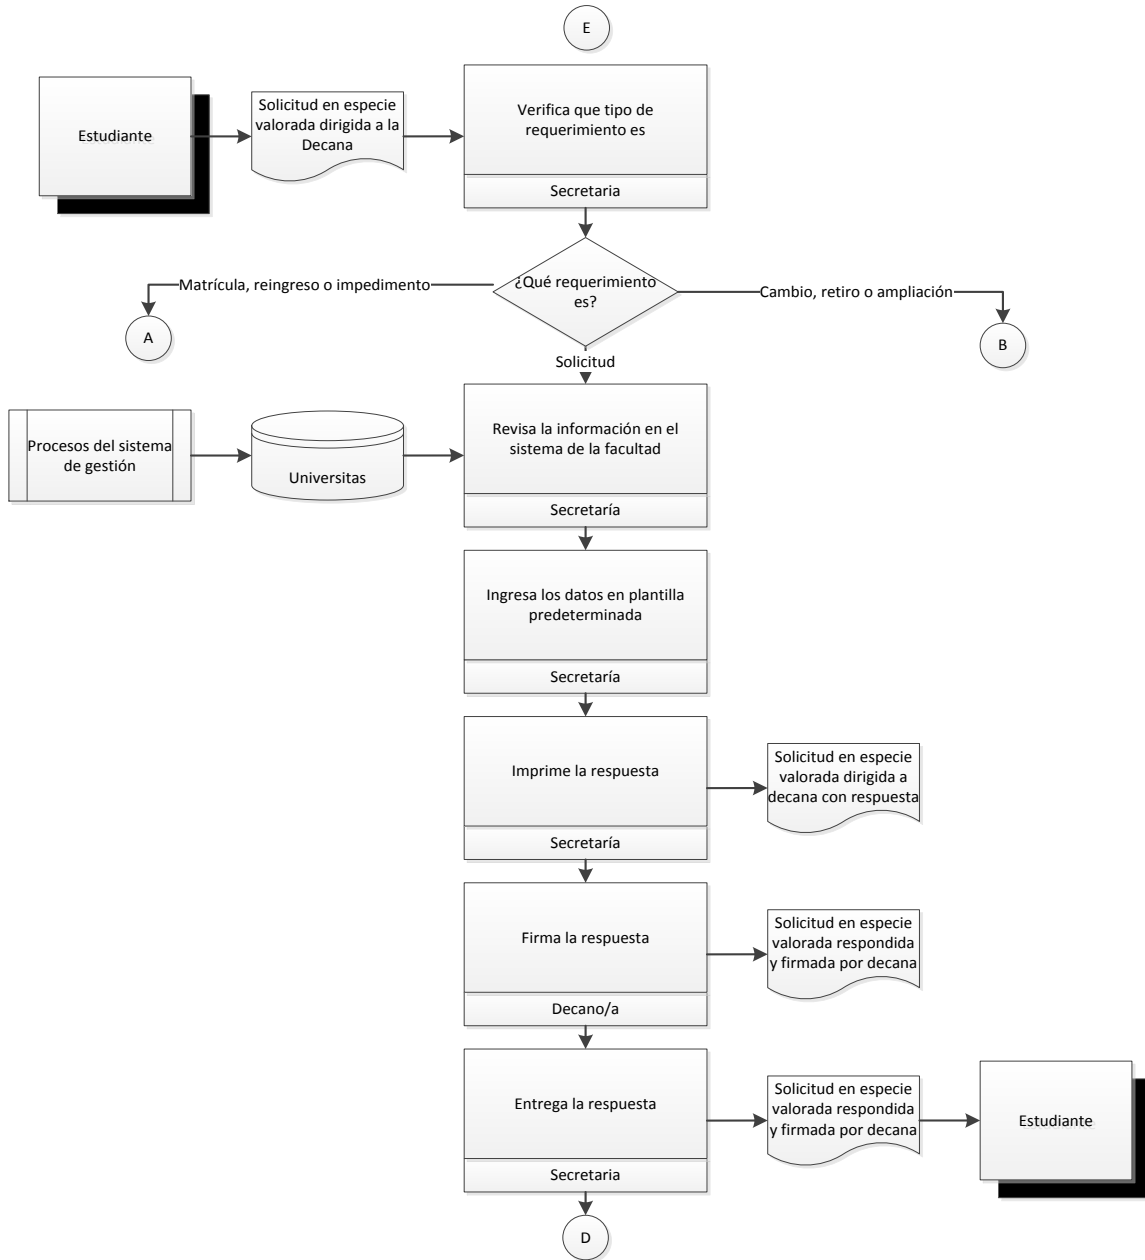 E
Estudiante
Solicitud en especie
valorada dirigida a la
Decana
Verifica que tipo de
requerimiento es
Secretaria
¿Qué requerimiento
es?
Matrícula, reingreso o impedimento
Cambio, retiro o ampliación
A
B
Solicitud
Procesos del sistema
de gestión
Universitas
Revisa la información en el
sistema de la facultad
Secretaría
Ingresa los datos en plantilla
predeterminada
Secretaría
Imprime la respuesta
Secretaría
Solicitud en especie
valorada dirigida a
decana con respuesta
Firma la respuesta
Decano/a
Solicitud en especie
valorada respondida
y firmada por decana
Entrega la respuesta
Secretaria
Solicitud en especie
valorada respondida
y firmada por decana
Estudiante
D